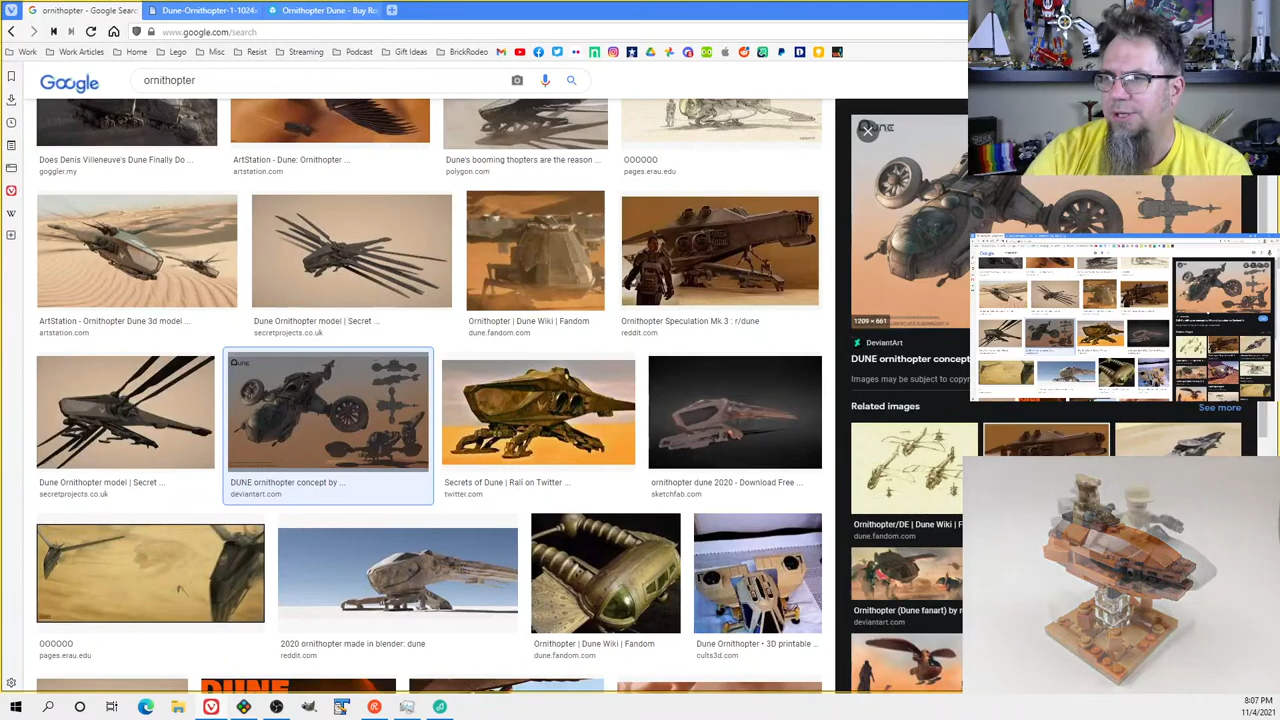 ornithopter - Google Sear
Dune-Ornithopter-1-1024x
Ornithopter Dune - Buy Ro
www.google.com/search
Work
Work Articles
Home
Lego
Misc
Resist
Streaming
Podcast
Gift Ideas
BrickRodeo
Google
ornithopter
Does Denis Villeneuve's Dune Finally Do ...
goggler.my
ArtStation - Dune: Ornithopter ...
artstation.com
Dune's booming thopters are the reason ...
polygon.com
OOOOOO
pages.erau.edu
ArtStation - Ornithopter Dune 3d model ...
artstation.com
Dune Ornithopter model | Secret ...
secretprojects.co.uk
Ornithopter | Dune Wiki | Fandom
dune.fandom.com
Ornithopter Speculation Mk 3 : r/dune
reddit.com
Dune Ornithopter model | Secret ...
secretprojects.co.uk
DUNE
DUNE ornithopter concept by ...
deviantart.com
Secrets of Dune | Ralí on Twitter ...
twitter.com
ornithopter dune 2020 - Download Free ...
sketchfab.com
OOOOOO
pages.erau.edu
2020 ornithopter made in blender: dune
reddit.com
Ornithopter | Dune Wiki | Fandom
dune.fandom.com
Dune Ornithopter • 3D printable ...
cults3d.com
DUNE
DUNE
1209 × 661
DeviantArt
DUNE ornithopter concept
Images may be subject to copyr
Related images
See more
Ornithopter/DE | Dune Wiki | F
dune.fandom.com
Ornithopter (Dune fanart) by r
deviantart.com
8:07 PM
11/4/2021